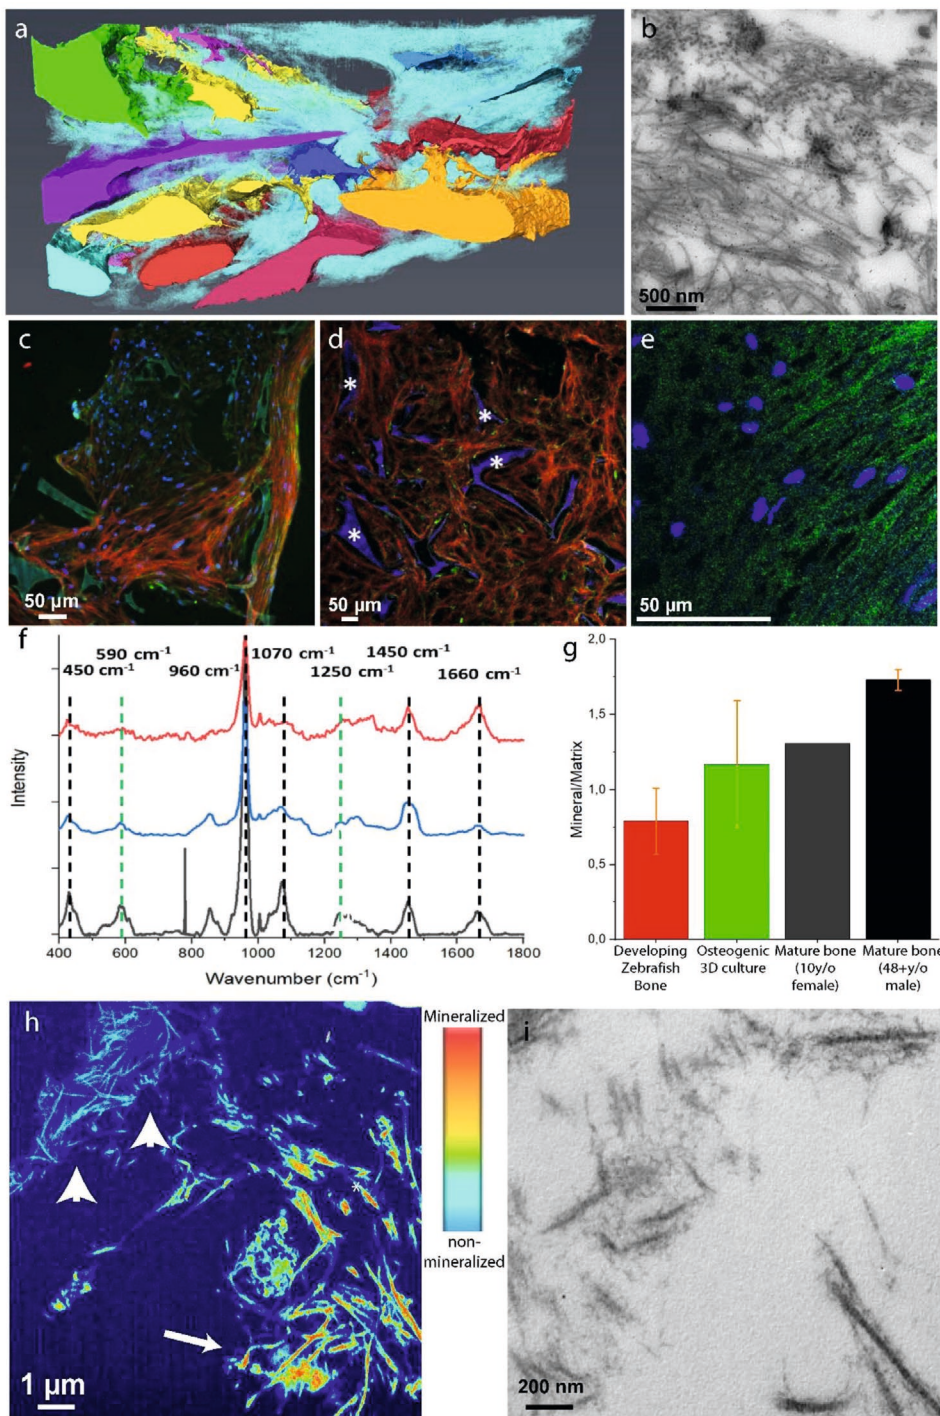 a
b
500 nm
c
50 µm
d
*
*
*
*
50 µm
e
50 µm
f
590 cm⁻¹
1070 cm⁻¹
1450 cm⁻¹
450 cm⁻¹
960 cm⁻¹
1250 cm⁻¹
1660 cm⁻¹
Intensity
400
600
800
1000
1200
1400
1600
1800
Wavenumber (cm⁻¹)
g
Mineral/Matrix
2,0
1,5
1,0
0,5
0,0
Developing
Zebrafish
Bone
Osteogenic
3D culture
Mature bone
(10y/o
female)
Mature bone
(48+y/o
male)
h
*
1 µm
Mineralized
non-
mineralized
i
200 nm